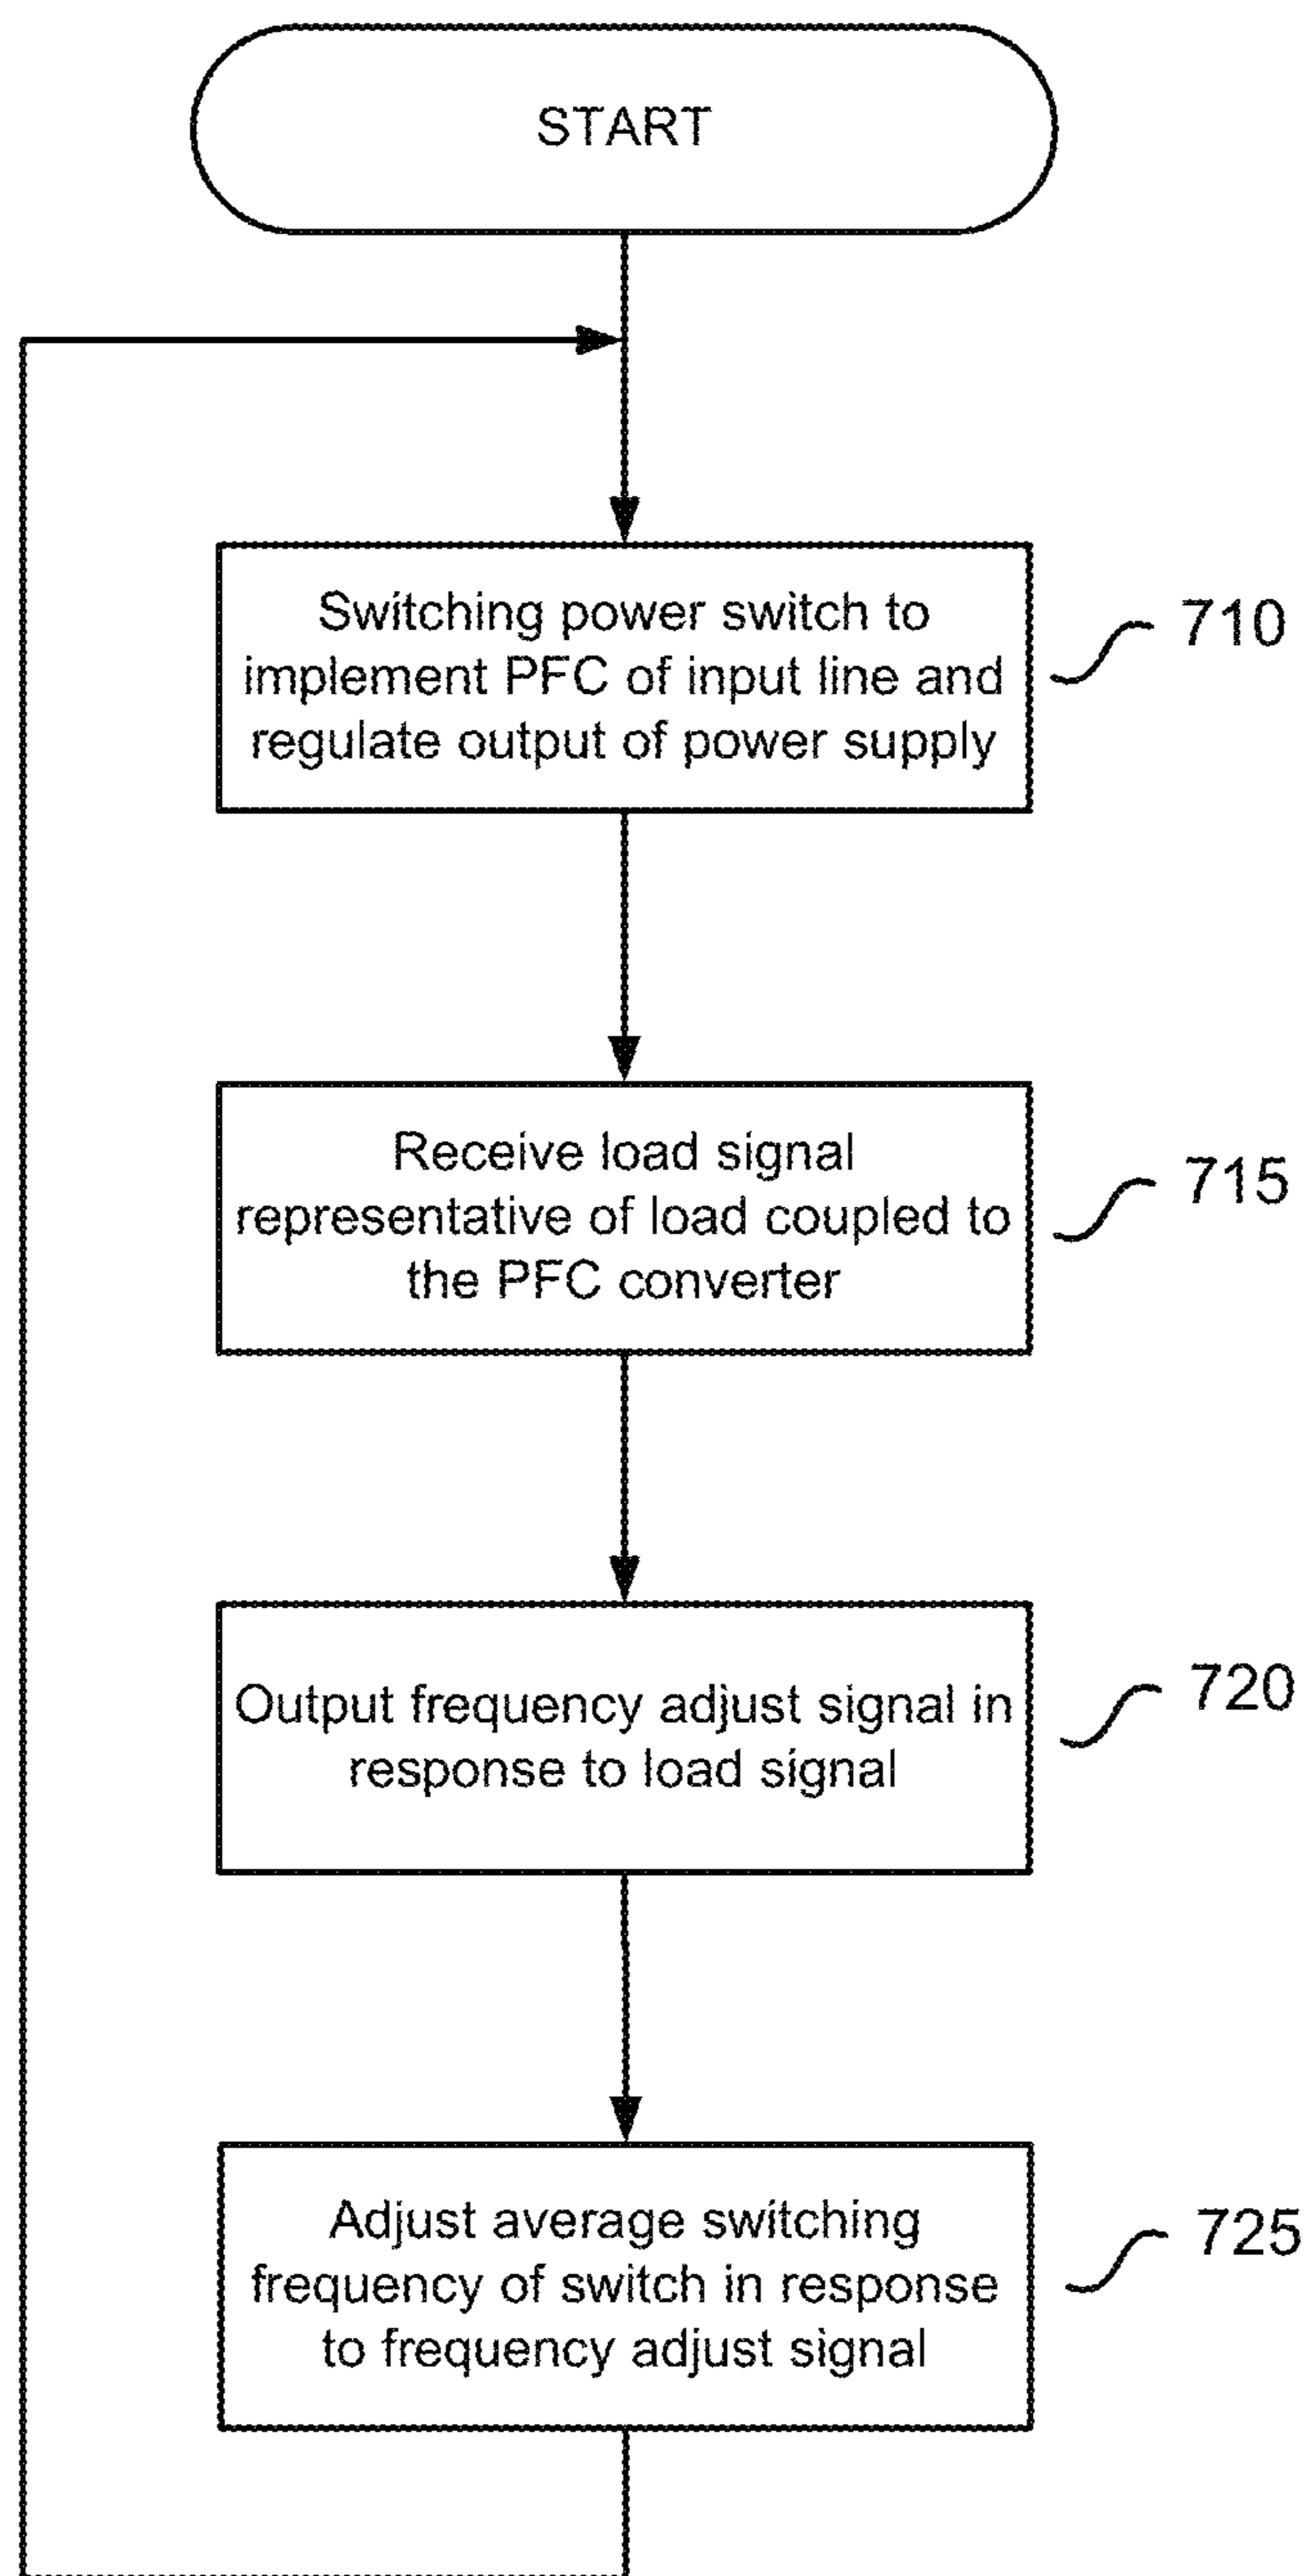 START
Switching power switch to
implement PFC of input line and
regulate output of power supply
710
Receive load signal
representative of load coupled to
the PFC converter
715
Output frequency adjust signal in
response to load signal
720
Adjust average switching
frequency of switch in response
to frequency adjust signal
725